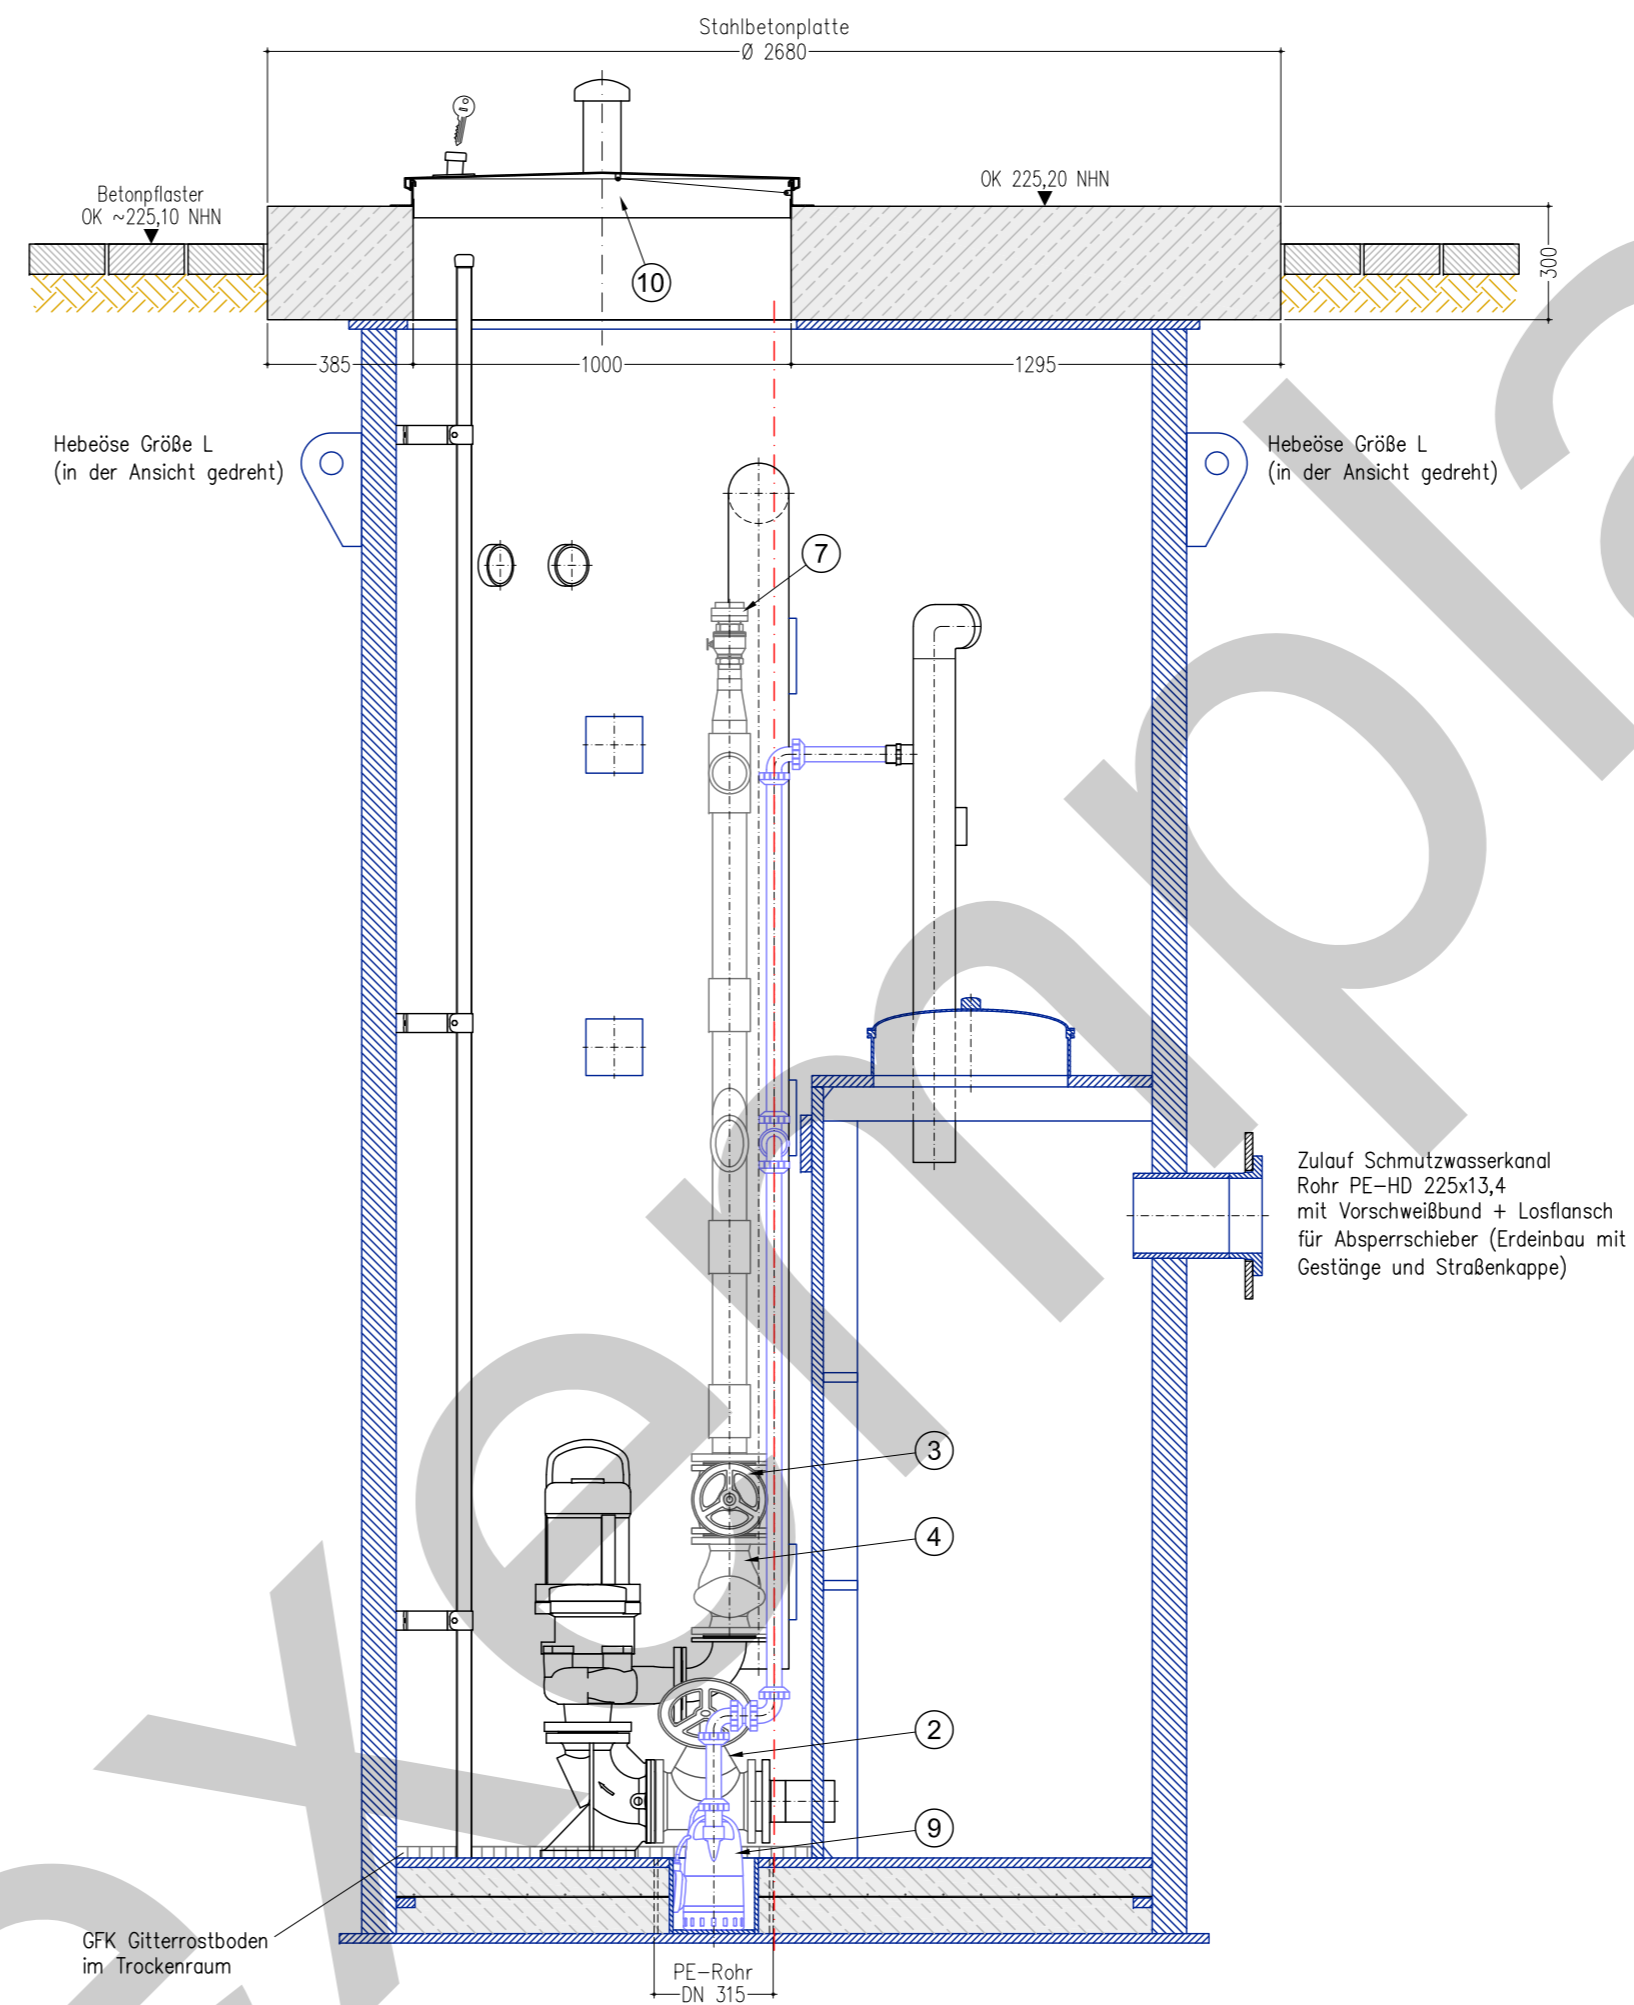 Stahlbetonplatte
Ø 2680
Betonpflaster
OK ~225,10 NHN
OK 225,20 NHN
10
300
385
1000
1295
Hebeöse Größe L
(in der Ansicht gedreht)
Hebeöse Größe L
(in der Ansicht gedreht)
7
Zulauf Schmutzwasserkanal
Rohr PE-HD 225x13,4
mit Vorschweißbund + Losflansch
für Absperrschieber (Erdeinbau mit
Gestänge und Straßenkappe)
3
4
2
9
GFK Gitterrostboden
im Trockenraum
PE-Rohr
DN 315
exempla